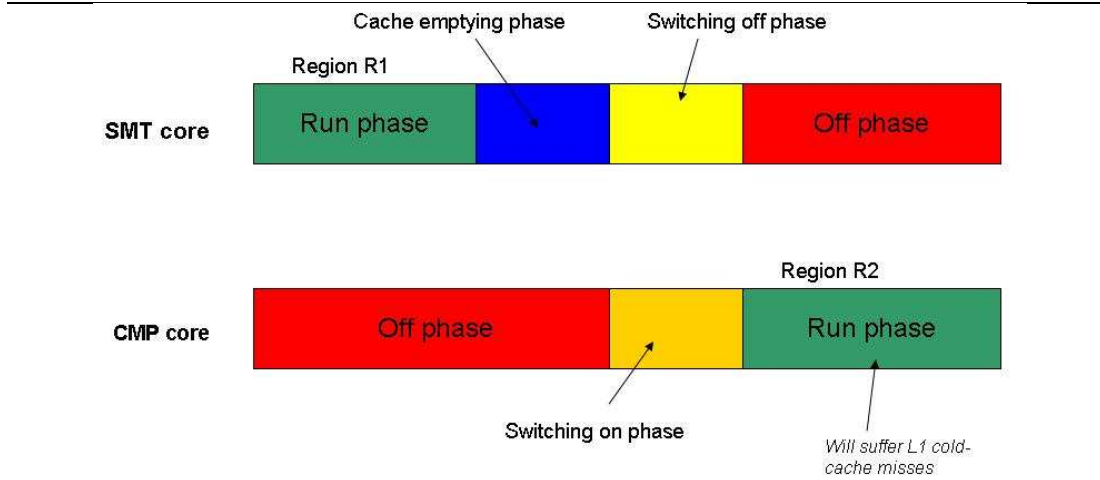 Cache emptying phase
Switching off phase
Region R1
SMT core
Run phase
Off phase
Region R2
CMP core
Off phase
Run phase
Switching on phase
Will suffer L1 cold-
cache misses